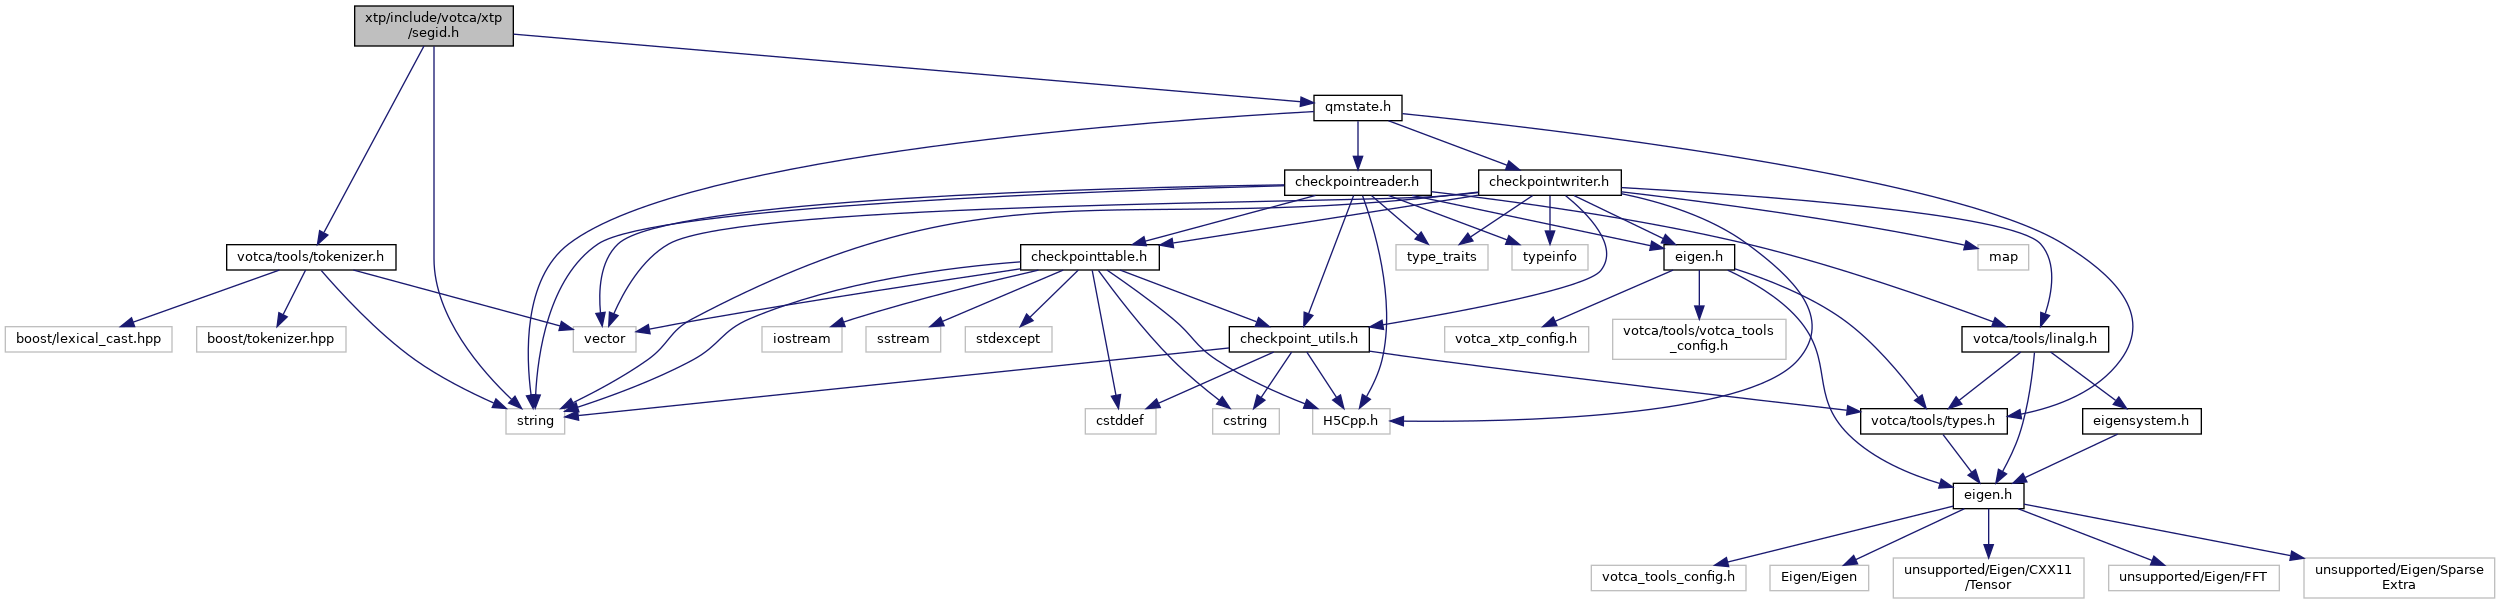 xtp/include/votca/xtp
/segid.h
qmstate.h
checkpointreader.h
checkpointwriter.h
votca/tools/tokenizer.h
checkpointtable.h
type_traits
typeinfo
eigen.h
map
boost/lexical_cast.hpp
boost/tokenizer.hpp
vector
iostream
sstream
stdexcept
checkpoint_utils.h
votca_xtp_config.h
votca/tools/votca_tools
_config.h
votca/tools/linalg.h
string
cstddef
cstring
H5Cpp.h
votca/tools/types.h
eigensystem.h
eigen.h
votca_tools_config.h
Eigen/Eigen
unsupported/Eigen/CXX11
/Tensor
unsupported/Eigen/FFT
unsupported/Eigen/Sparse
Extra